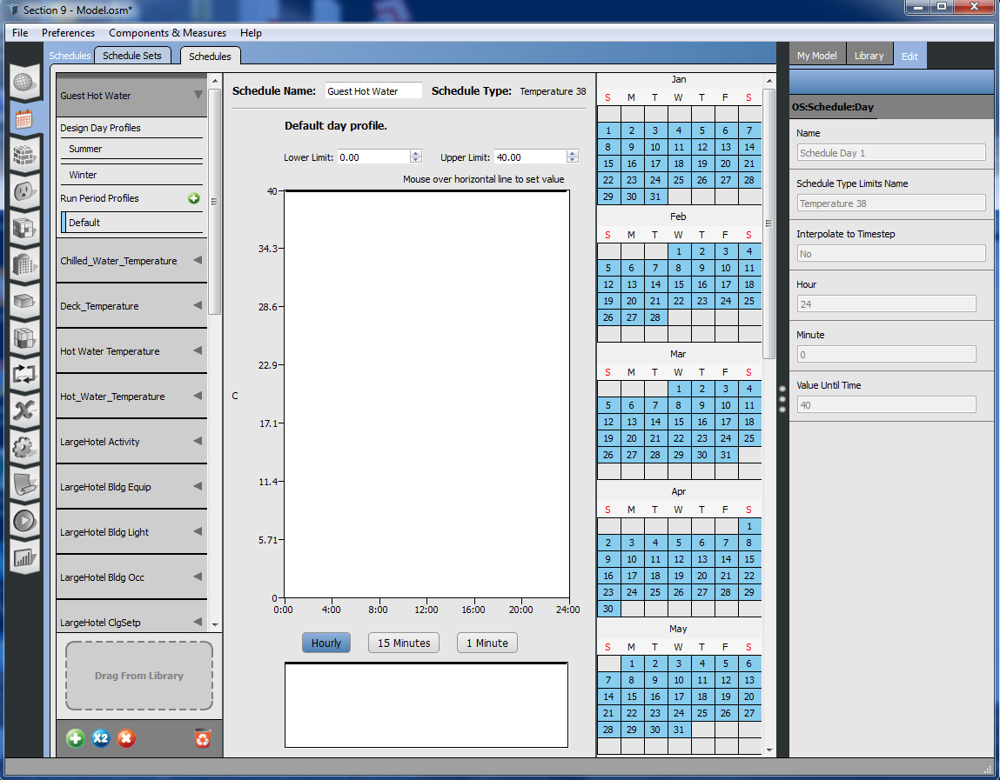 Section 9 - Model.osm*
File Preferences Components & Measures Help
Schedules Schedule Sets Schedules
My Model Library Edit
Guest Hot Water
Design Day Profiles
Summer
Winter
Run Period Profiles
Default
Chilled_Water_Temperature
Deck_Temperature
Hot Water Temperature
Hot_Water_Temperature
LargeHotel Activity
LargeHotel Bldg Equip
LargeHotel Bldg Light
LargeHotel Bldg Occ
LargeHotel ClgSetp
Drag From Library
X2
Schedule Name: Guest Hot Water Schedule Type: Temperature 38
Default day profile.
Lower Limit: 0.00 Upper Limit: 40.00
Mouse over horizontal line to set value
40
34.3
28.6
22.9
C
17.1
11.4
5.71
0
0:00 4:00 8:00 12:00 16:00 20:00 24:00
Hourly 15 Minutes 1 Minute
Jan
S M T W T F S
1 2 3 4 5 6 7
8 9 10 11 12 13 14
15 16 17 18 19 20 21
22 23 24 25 26 27 28
29 30 31
Feb
S M T W T F S
1 2 3 4
5 6 7 8 9 10 11
12 13 14 15 16 17 18
19 20 21 22 23 24 25
26 27 28
Mar
S M T W T F S
1 2 3 4
5 6 7 8 9 10 11
12 13 14 15 16 17 18
19 20 21 22 23 24 25
26 27 28 29 30 31
Apr
S M T W T F S
1
2 3 4 5 6 7 8
9 10 11 12 13 14 15
16 17 18 19 20 21 22
23 24 25 26 27 28 29
30
May
S M T W T F S
1 2 3 4 5 6
7 8 9 10 11 12 13
14 15 16 17 18 19 20
21 22 23 24 25 26 27
28 29 30 31
OS:Schedule:Day
Name
Schedule Day 1
Schedule Type Limits Name
Temperature 38
Interpolate to Timestep
No
Hour
24
Minute
0
Value Until Time
40